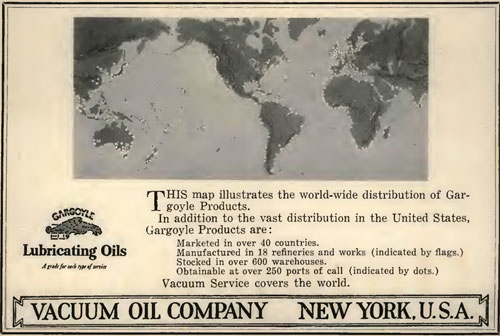 THIS map illustrates the world-wide distribution of Gar-
goyle Products.
In addition to the vast distribution in the United States,
Gargoyle Products are:
Marketed in over 40 countries.
Manufactured in 18 refineries and works (indicated by flags.)
Stocked in over 600 warehouses.
Obtainable at over 250 ports of call (indicated by dots.)
Vacuum Service covers the world.
GARGOYLE
Lubricating Oils
A grade for each type of service
VACUUM OIL COMPANY NEW YORK, U.S.A.